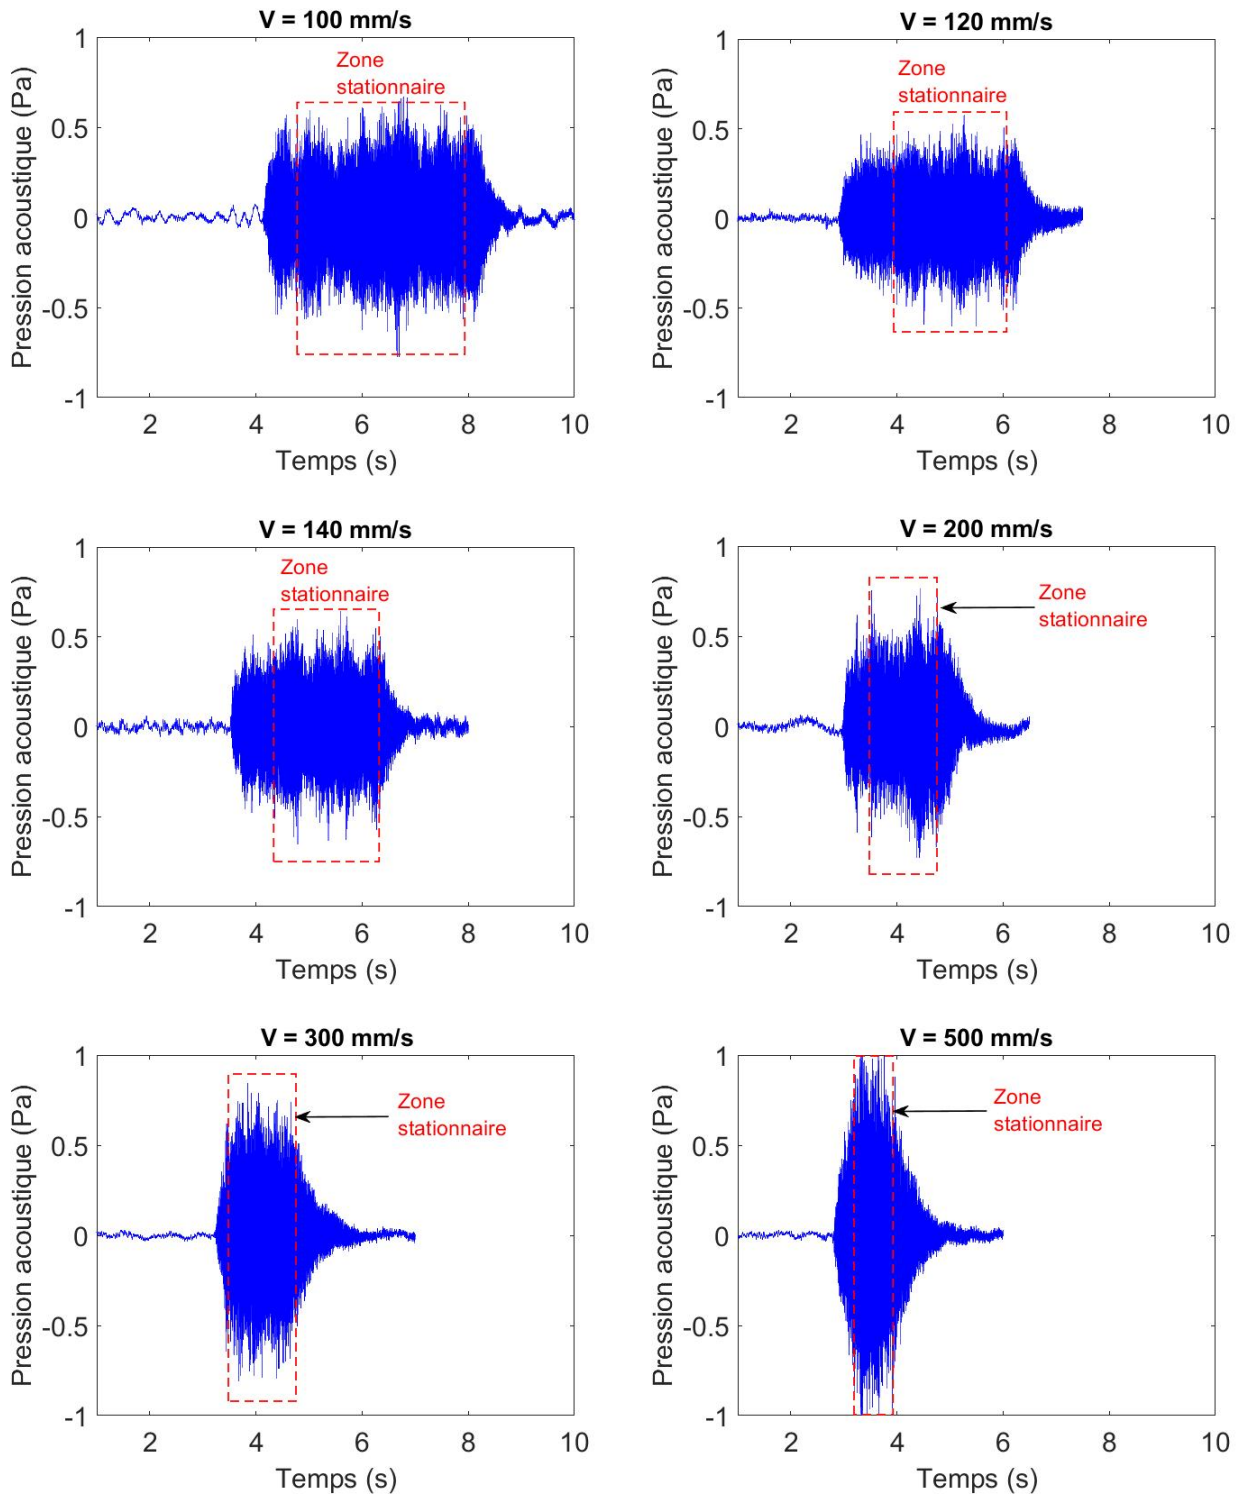 V = 100 mm/s
Zone
stationnaire
Pression acoustique (Pa)
1
0.5
0
-0.5
-1
2 4 6 8 10
Temps (s)
V = 120 mm/s
Zone
stationnaire
Pression acoustique (Pa)
1
0.5
0
-0.5
-1
2 4 6 8 10
Temps (s)
V = 140 mm/s
Zone
stationnaire
Pression acoustique (Pa)
1
0.5
0
-0.5
-1
2 4 6 8 10
Temps (s)
V = 200 mm/s
Zone
stationnaire
Pression acoustique (Pa)
1
0.5
0
-0.5
-1
2 4 6 8 10
Temps (s)
V = 300 mm/s
Zone
stationnaire
Pression acoustique (Pa)
1
0.5
0
-0.5
-1
2 4 6 8 10
Temps (s)
V = 500 mm/s
Zone
stationnaire
Pression acoustique (Pa)
1
0.5
0
-0.5
-1
2 4 6 8 10
Temps (s)